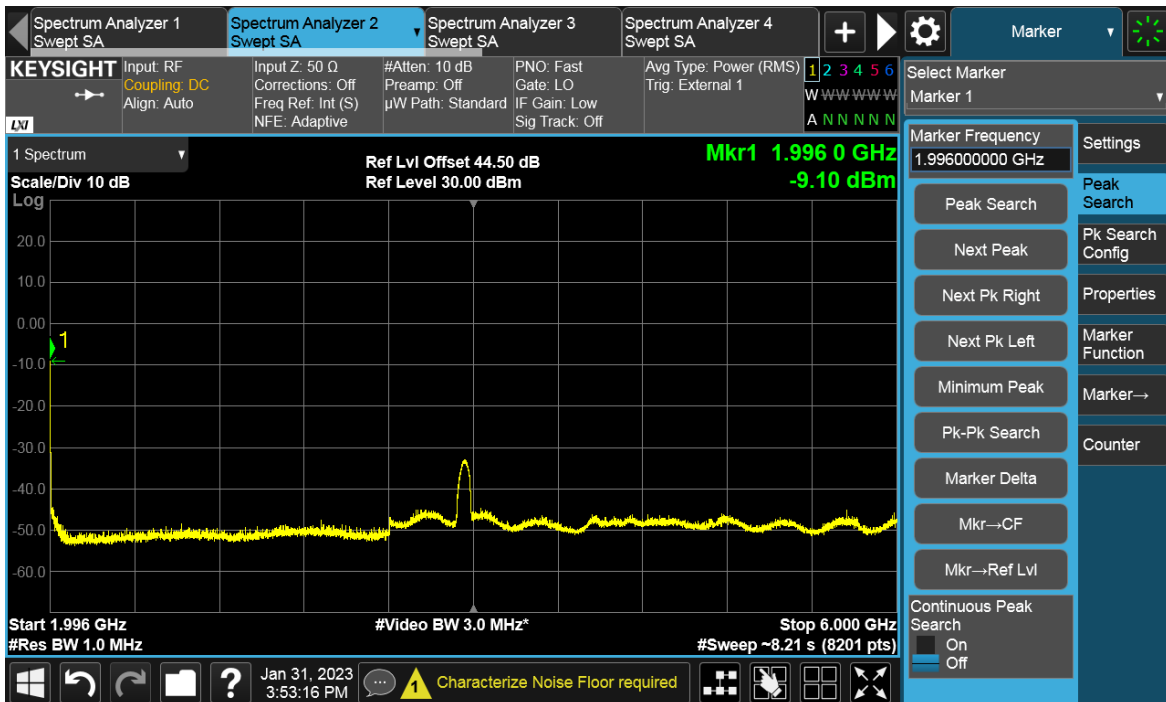 Spectrum Analyzer 1
Swept SA
Spectrum Analyzer 2
Swept SA
Spectrum Analyzer 3
Swept SA
Spectrum Analyzer 4
Swept SA
+
Marker
KEYSIGHT
LXI
Input: RF
Coupling: DC
Align: Auto
Input Z: 50 Ω
Corrections: Off
Freq Ref: Int (S)
NFE: Adaptive
#Atten: 10 dB
Preamp: Off
µW Path: Standard
PNO: Fast
Gate: LO
IF Gain: Low
Sig Track: Off
Avg Type: Power (RMS)
Trig: External 1
1 2 3 4 5 6
W W W W W W
A N N N N N
1 Spectrum
Scale/Div 10 dB
Log
Ref Lvl Offset 44.50 dB
Ref Level 30.00 dBm
Mkr1 1.996 0 GHz
-9.10 dBm
20.0
10.0
0.00
-10.0
-20.0
-30.0
-40.0
-50.0
-60.0
1
Start 1.996 GHz
#Res BW 1.0 MHz
#Video BW 3.0 MHz*
Stop 6.000 GHz
#Sweep ~8.21 s (8201 pts)
Select Marker
Marker 1
Marker Frequency
1.996000000 GHz
Peak Search
Next Peak
Next Pk Right
Next Pk Left
Minimum Peak
Pk-Pk Search
Marker Delta
Mkr→CF
Mkr→Ref Lvl
Continuous Peak
Search
On
Off
Settings
Peak
Search
Pk Search
Config
Properties
Marker
Function
Marker→
Counter
?
Jan 31, 2023
3:53:16 PM
1
Characterize Noise Floor required